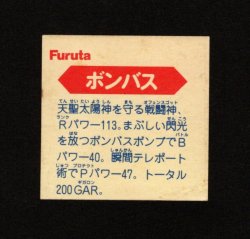 Furuta
ボンバス
天聖太陽神を守る戦闘神、
Rパワー113。まぶしい閃光
を放つボンバスポンプでB
パワー40。瞬間テレポート
術でPパワー47。トータル
200GAR.